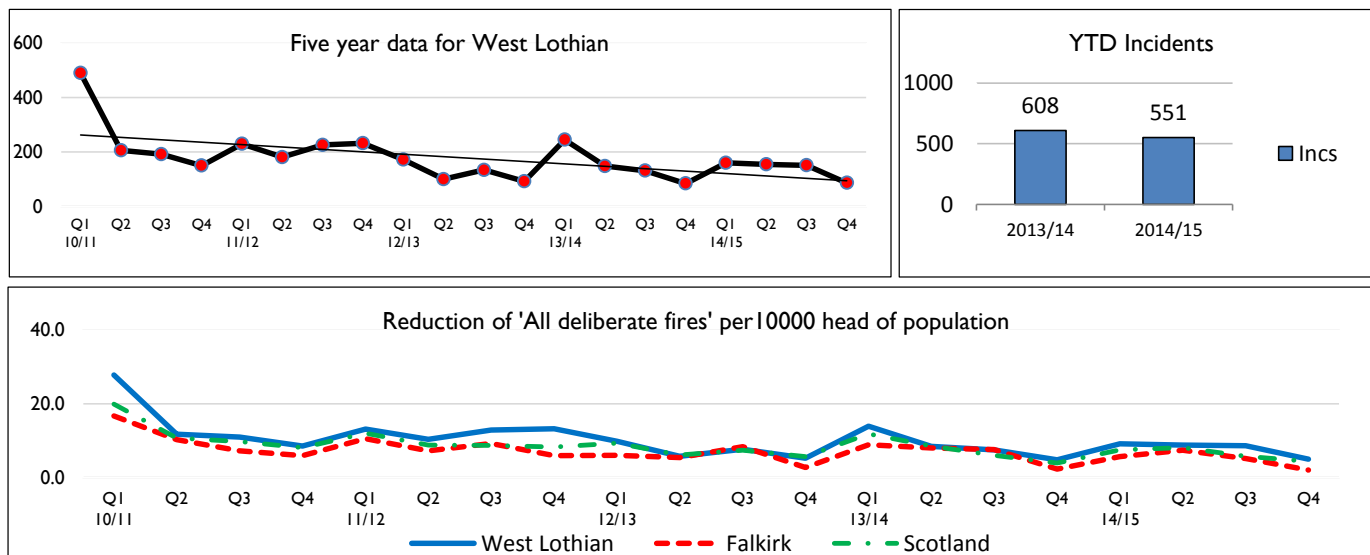 Five year data for West Lothian
600
400
200
0
Q1 Q2 Q3 Q4 Q1 Q2 Q3 Q4 Q1 Q2 Q3 Q4 Q1 Q2 Q3 Q4 Q1 Q2 Q3 Q4
10/11 11/12 12/13 13/14 14/15
YTD Incidents
1000
500
0
608 551
2013/14 2014/15
Incs
Reduction of 'All deliberate fires' per10000 head of population
40.0
20.0
0.0
Q1 Q2 Q3 Q4 Q1 Q2 Q3 Q4 Q1 Q2 Q3 Q4 Q1 Q2 Q3 Q4 Q1 Q2 Q3 Q4
10/11 11/12 12/13 13/14 14/15
West Lothian Falkirk Scotland